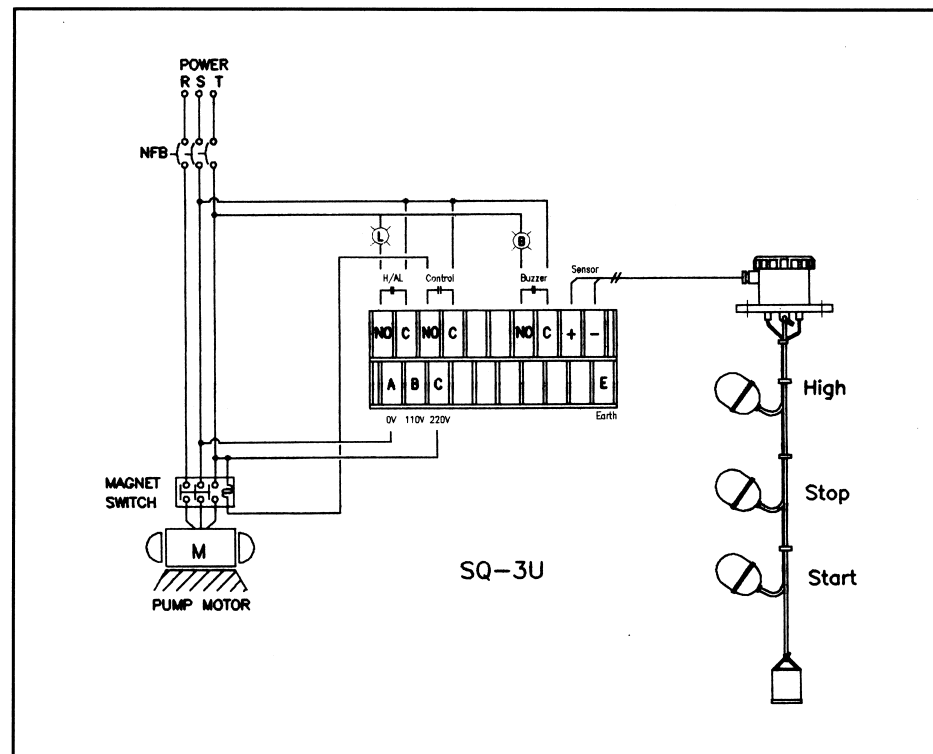 POWER
R S T
NFB
L
B
H/AL Control Buzzer Sensor
NO C NO C NO C + -
A B C E
0V 110V 220V Earth
High
MAGNET
SWITCH
Stop
M
SQ-3U
Start
PUMP MOTOR